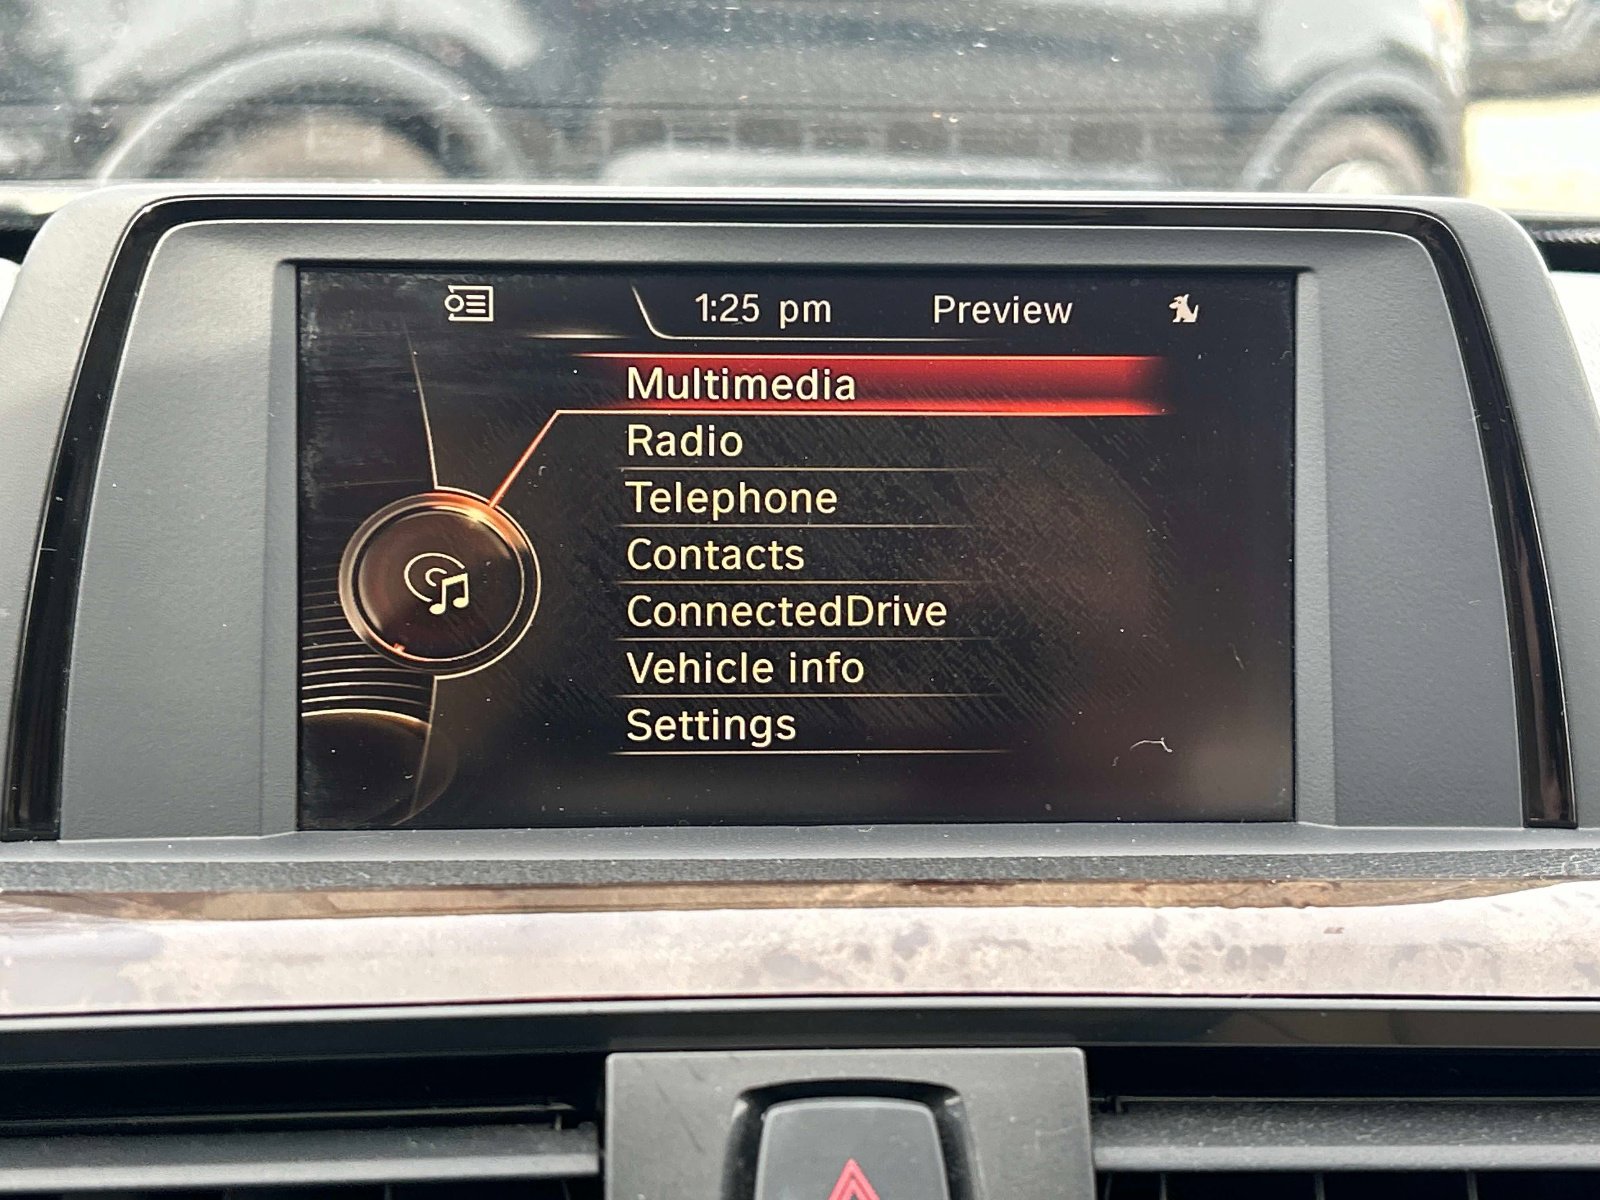 1:25 pm Preview
Multimedia
Radio
Telephone
Contacts
ConnectedDrive
Vehicle info
Settings